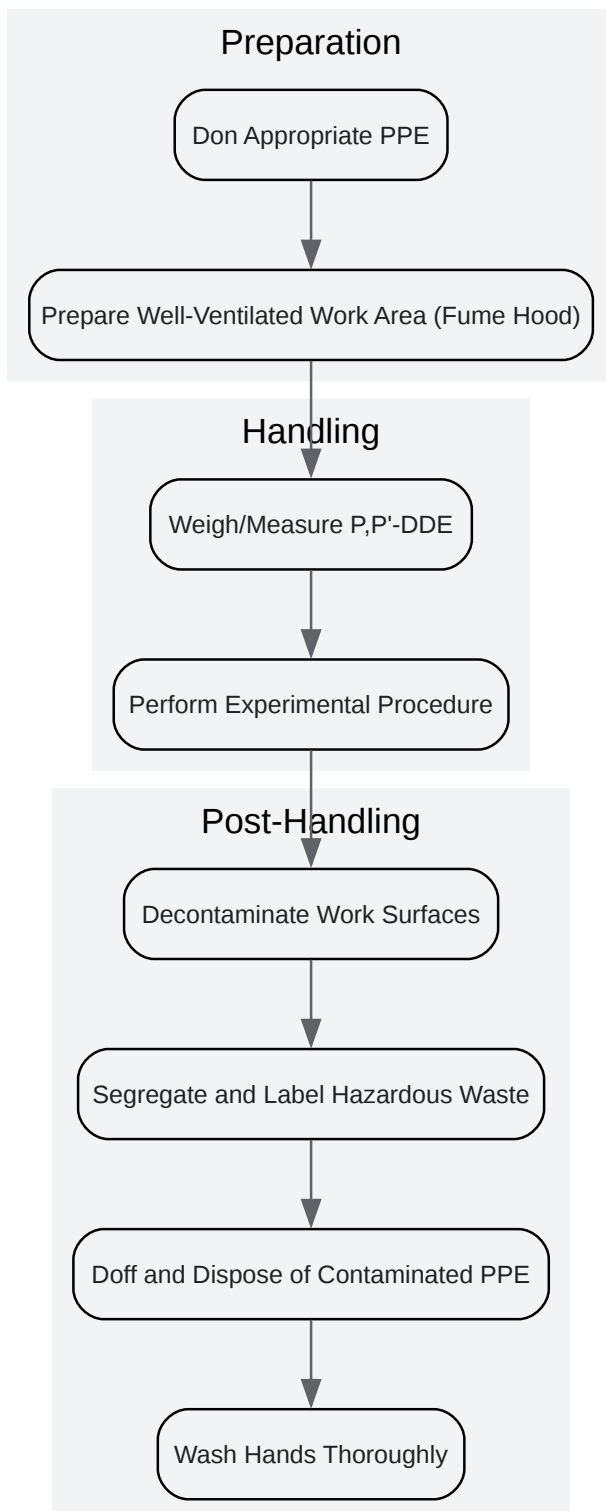 Preparation
Don Appropriate PPE
Prepare Well-Ventilated Work Area (Fume Hood)
Handling
Weigh/Measure P,P'-DDE
Perform Experimental Procedure
Post-Handling
Decontaminate Work Surfaces
Segregate and Label Hazardous Waste
Doff and Dispose of Contaminated PPE
Wash Hands Thoroughly